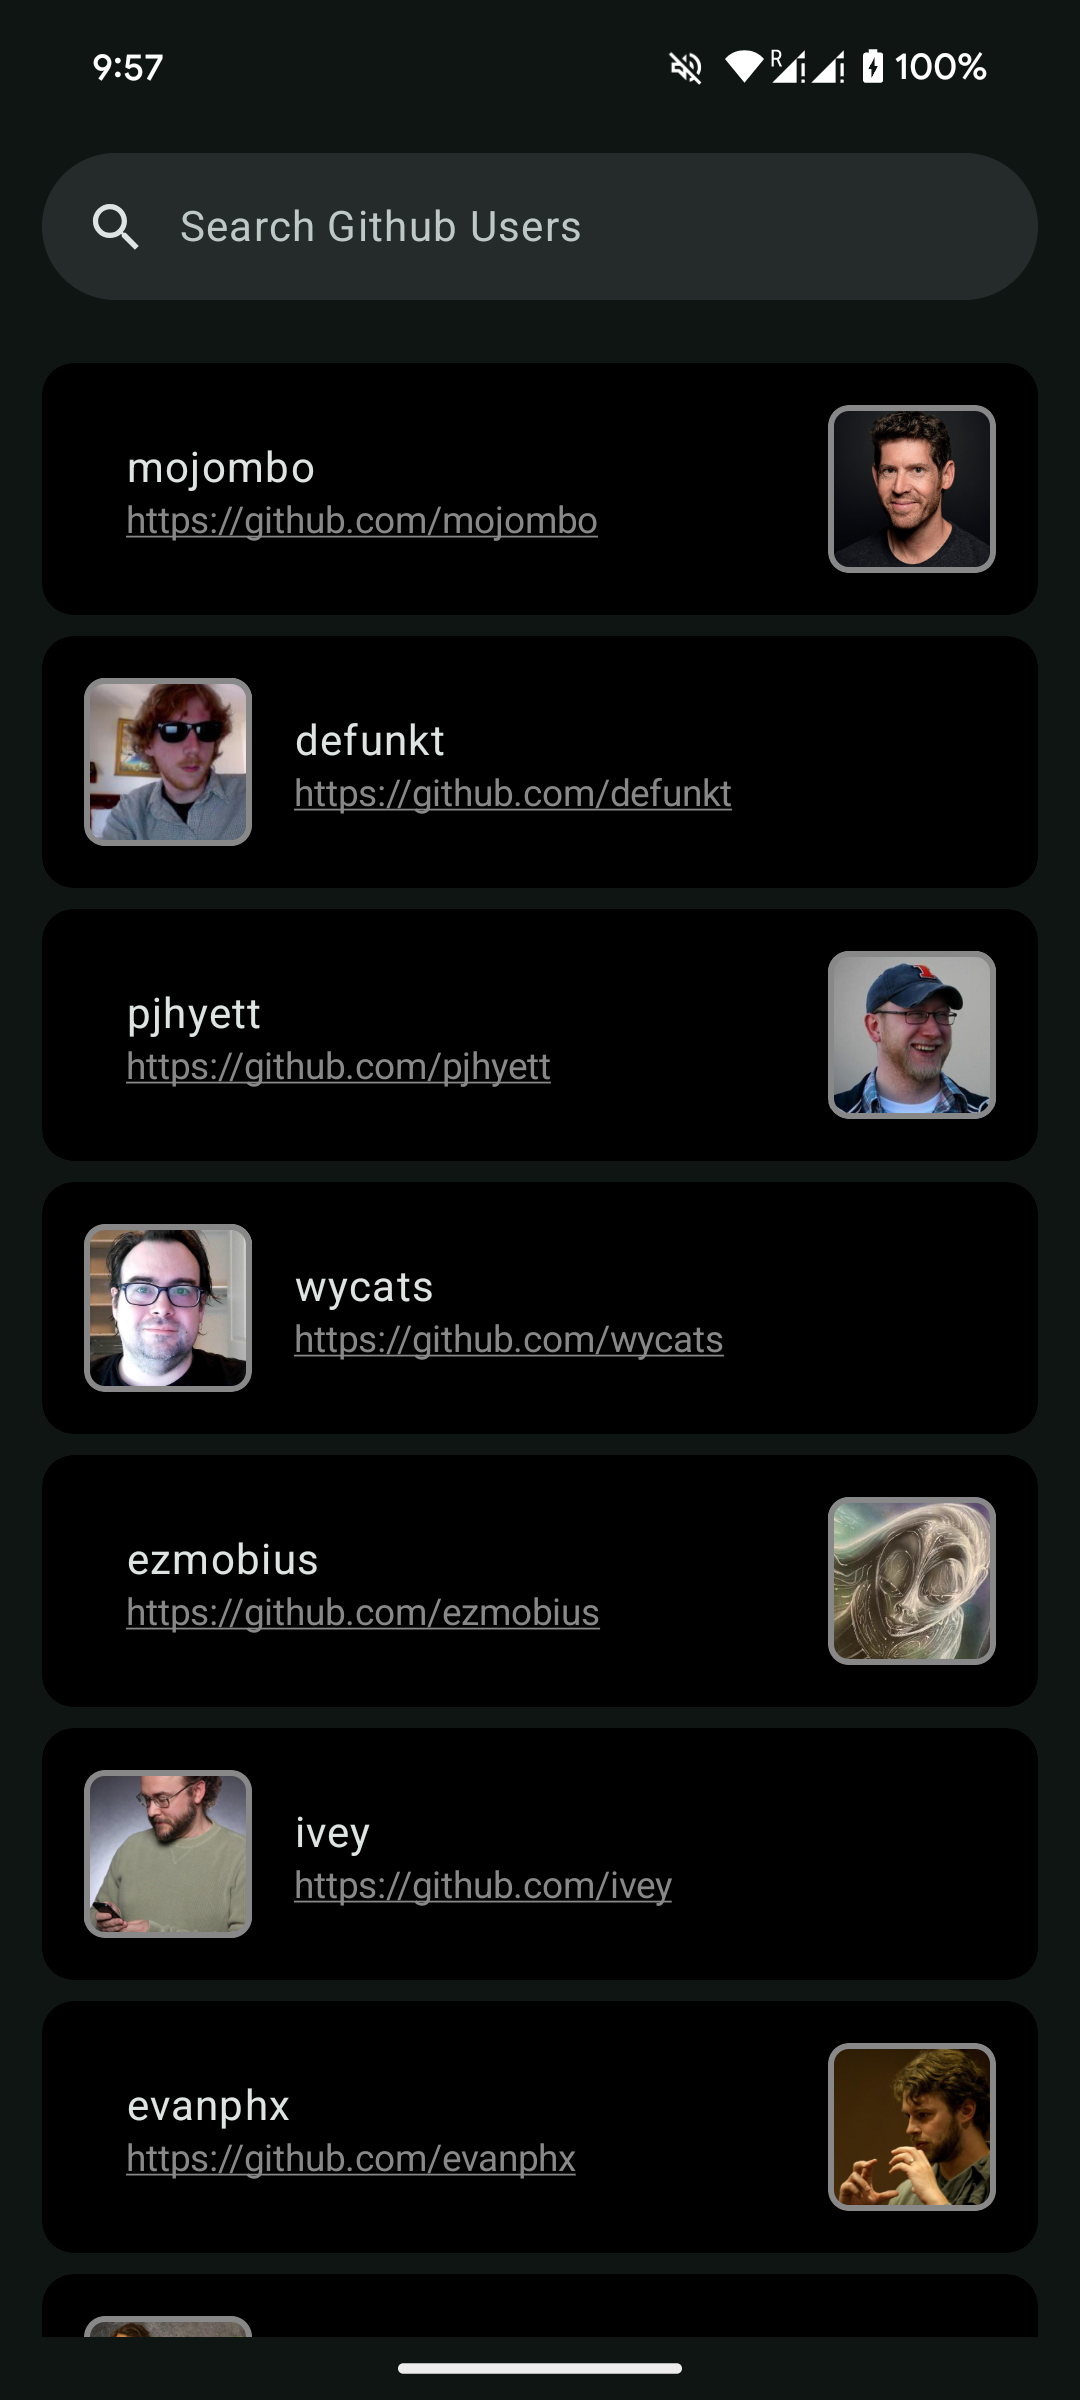 9:57
R 100%
Search Github Users
mojombo
https://github.com/mojombo
defunkt
https://github.com/defunkt
pjhyett
https://github.com/pjhyett
wycats
https://github.com/wycats
ezmobius
https://github.com/ezmobius
ivey
https://github.com/ivey
evanphx
https://github.com/evanphx